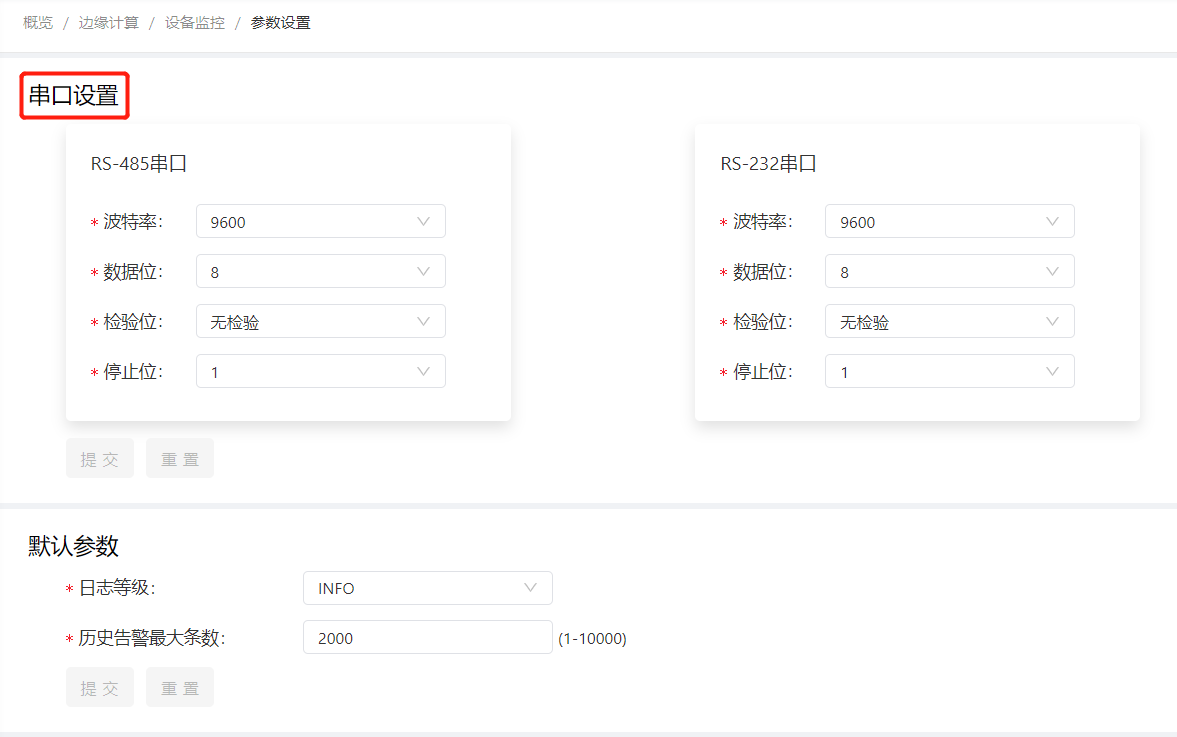 概览 / 边缘计算 / 设备监控 / 参数设置
串口设置
RS-485串口
* 波特率: 9600
* 数据位: 8
* 检验位: 无检验
* 停止位: 1
RS-232串口
* 波特率: 9600
* 数据位: 8
* 检验位: 无检验
* 停止位: 1
提 交 重 置
默认参数
* 日志等级: INFO
* 历史告警最大条数: 2000 (1-10000)
提 交 重 置